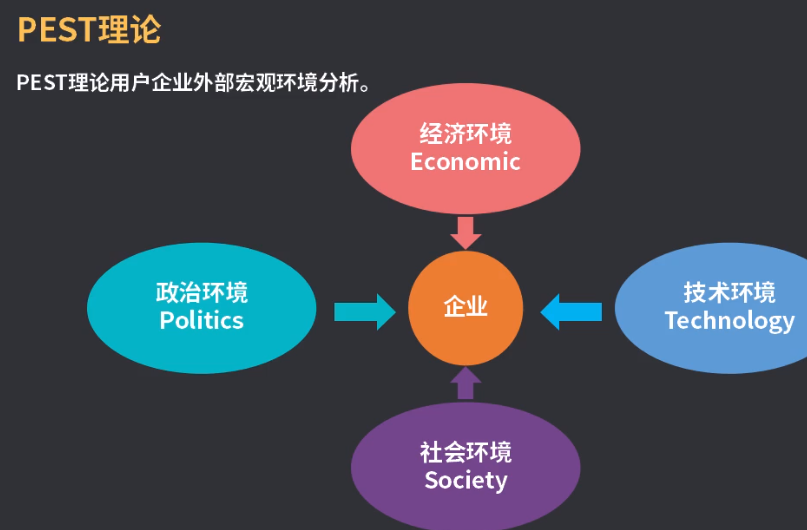 PEST理论
PEST理论用户企业外部宏观环境分析。
经济环境
Economic
政治环境
Politics
企业
技术环境
Technology
社会环境
Society